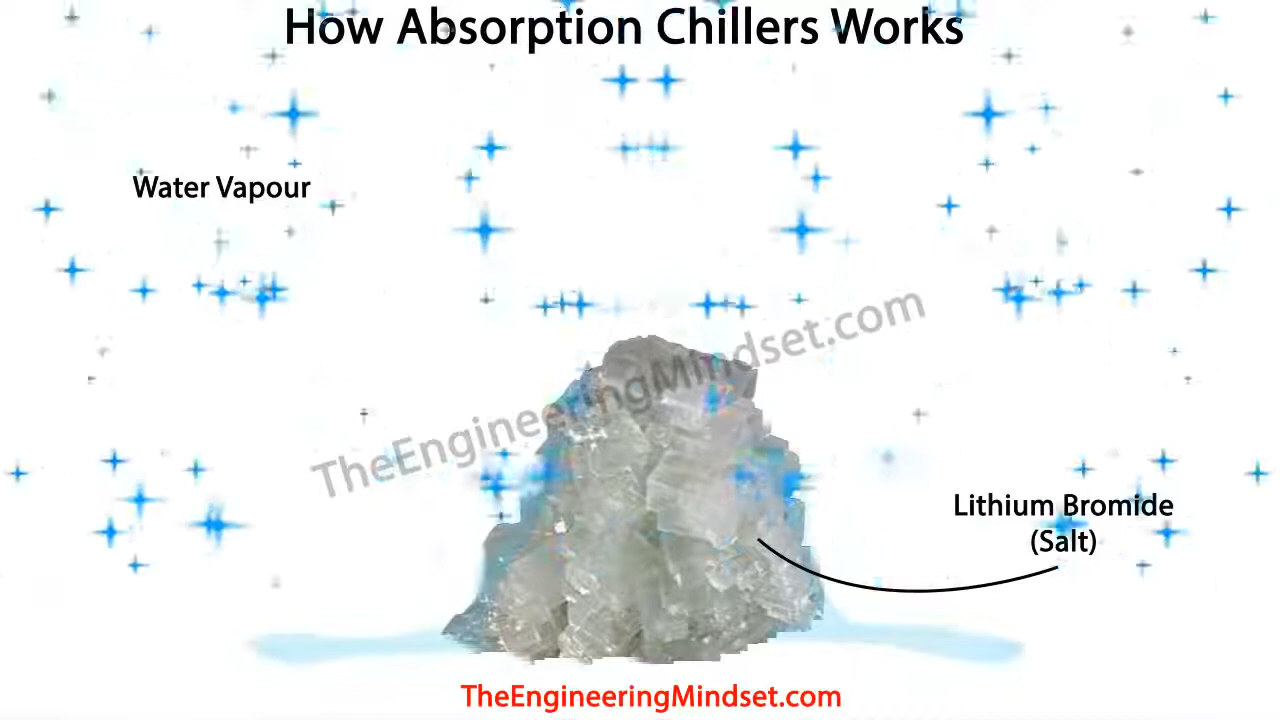 How Absorption Chillers Works
Water Vapour
TheEngineeringMindset.com
Lithium Bromide
(Salt)
TheEngineeringMindset.com